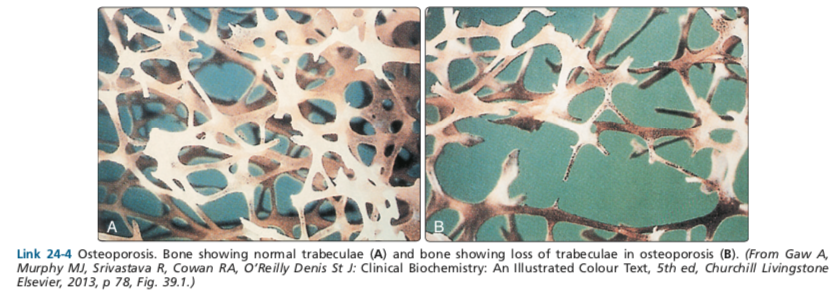 A
B
Link 24-4 Osteoporosis. Bone showing normal trabeculae (A) and bone showing loss of trabeculae in osteoporosis (B). (From Gaw A,
Murphy MJ, Srivastava R, Cowan RA, O'Reilly Denis St J: Clinical Biochemistry: An Illustrated Colour Text, 5th ed, Churchill Livingstone
Elsevier, 2013, p 78, Fig. 39.1.)